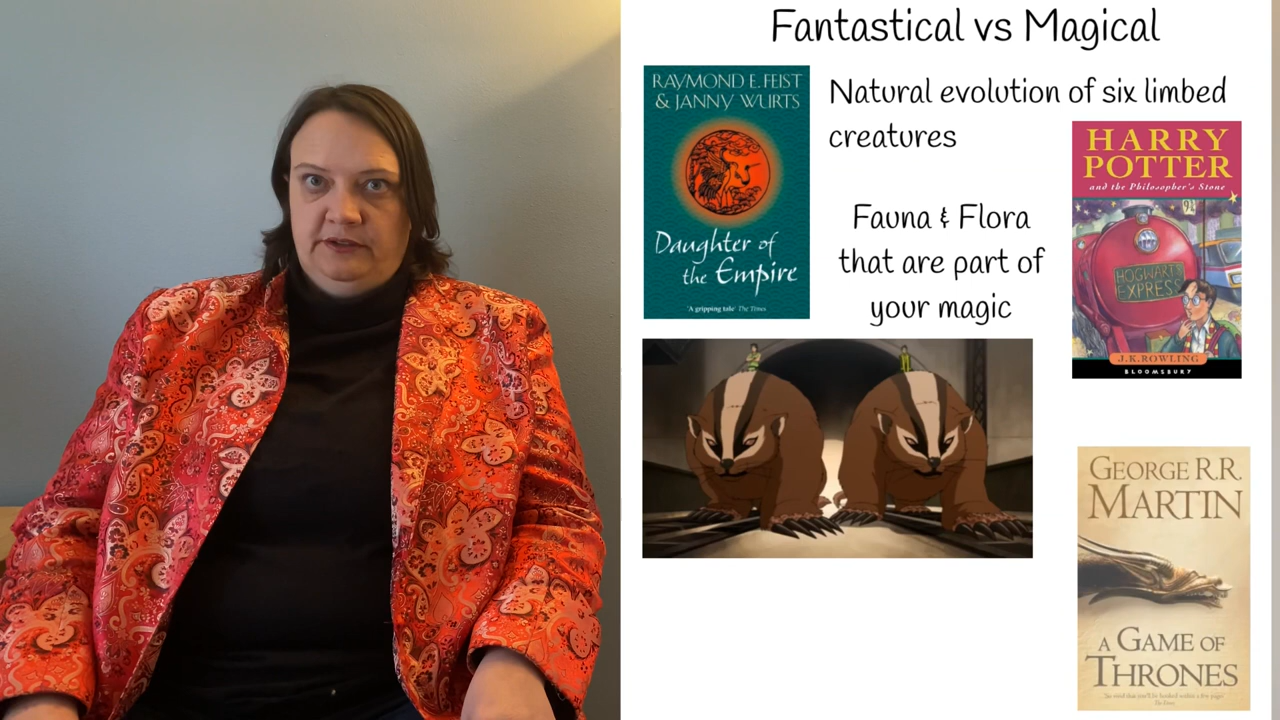 Fantastical vs Magical
RAYMOND E. FEIST
& JANNY WURTS
Daughter of
the Empire
'A gripping tale' The Times
Natural evolution of six limbed
creatures
Fauna & Flora
that are part of
your magic
HARRY
POTTER
and the Philosopher's Stone
9¾
HOGWARTS
EXPRESS
J.K.ROWLING
BLOOMSBURY
GEORGE R.R.
MARTIN
A GAME OF
THRONES